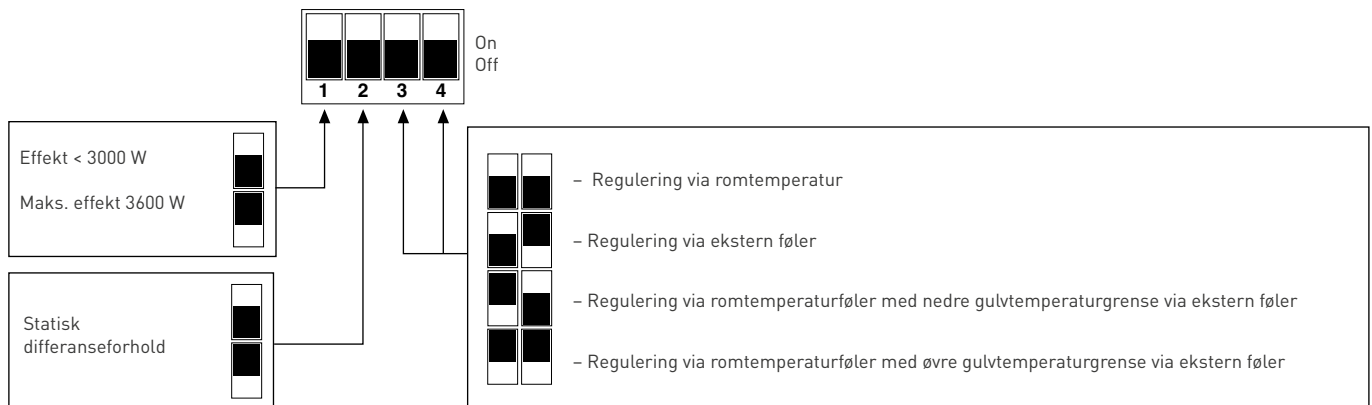 On
Off
1 2 3 4
Effekt < 3000 W
Maks. effekt 3600 W
Statisk
differanseforhold
– Regulering via romtemperatur
– Regulering via ekstern føler
– Regulering via romtemperaturføler med nedre gulvtemperaturgrense via ekstern føler
– Regulering via romtemperaturføler med øvre gulvtemperaturgrense via ekstern føler